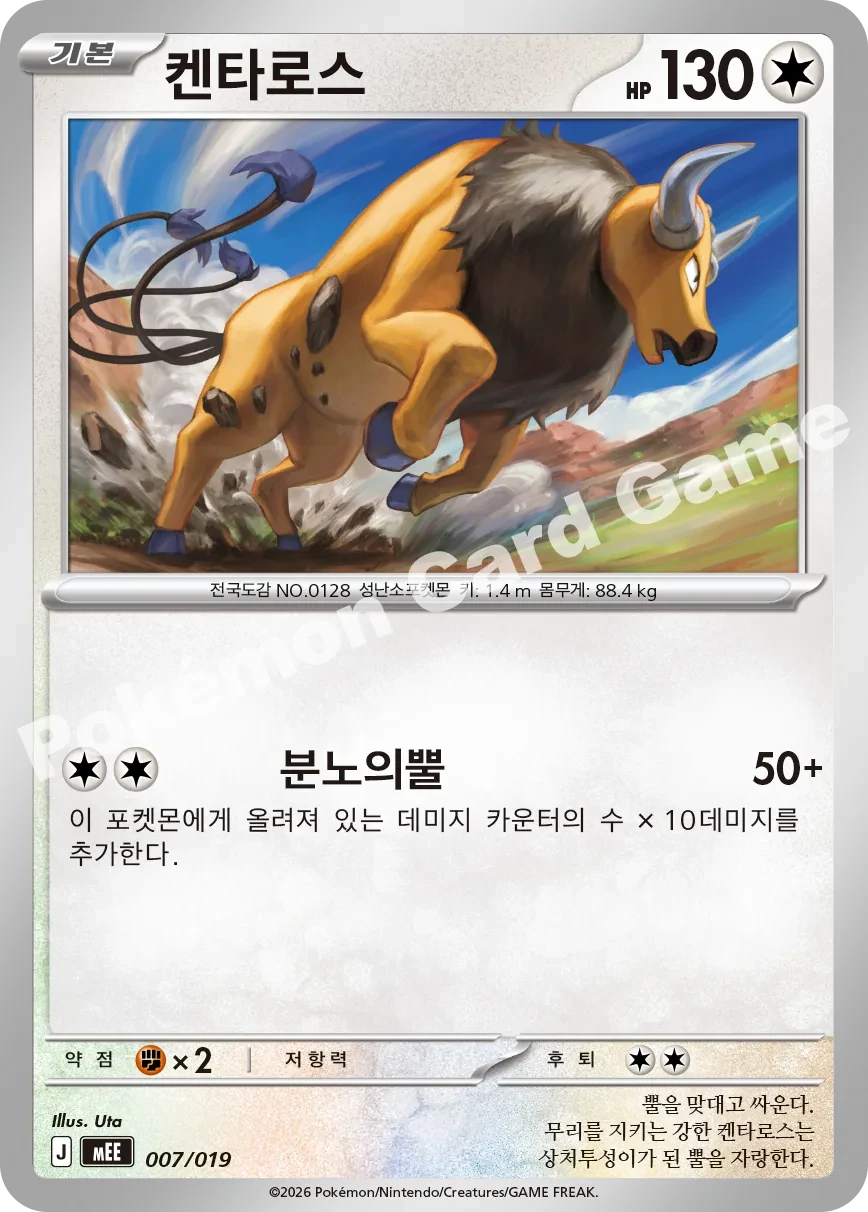 기본
켄타로스
HP 130
전국도감 NO.0128 성난소포켓몬 키: 1.4 m 몸무게: 88.4 kg
Pokémon Card Game
분노의뿔 50+
이 포켓몬에게 올려져 있는 데미지 카운터의 수 × 10데미지를
추가한다.
약점 ×2 저항력 후퇴
뿔을 맞대고 싸운다.
무리를 지키는 강한 켄타로스는
상처투성이가 된 뿔을 자랑한다.
Illus. Uta
J MEE 007/019
©2026 Pokémon/Nintendo/Creatures/GAME FREAK.